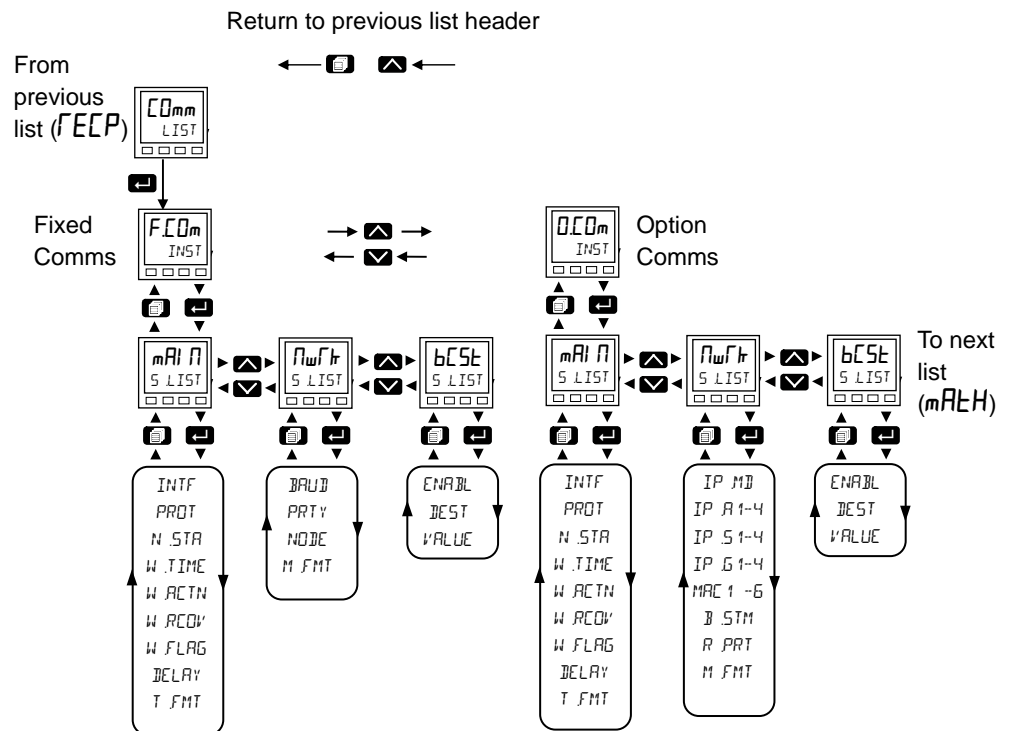 Return to previous list header
From
previous
list (rECP)
COmm
LIST
Fixed
Comms
F.COm
INST
O.COm
INST
Option
Comms
mAIN
S.LIST
NwrK
S.LIST
bCSt
S.LIST
mAIN
S.LIST
NwrK
S.LIST
bCSt
S.LIST
To next
list
(mAtH)
INTF
PROT
N.STA
W.TIME
W.ACTN
W.RCOV
W.FLAG
DELAY
T.FMT
BAUD
PRTY
NODE
M.FMT
ENABL
DEST
VALUE
INTF
PROT
N.STA
W.TIME
W.ACTN
W.RCOV
W.FLAG
DELAY
T.FMT
IP.MD
IP.A1-4
IP.S1-4
IP.G1-4
MAC1 -6
B.STM
R.PRT
M.FMT
ENABL
DEST
VALUE